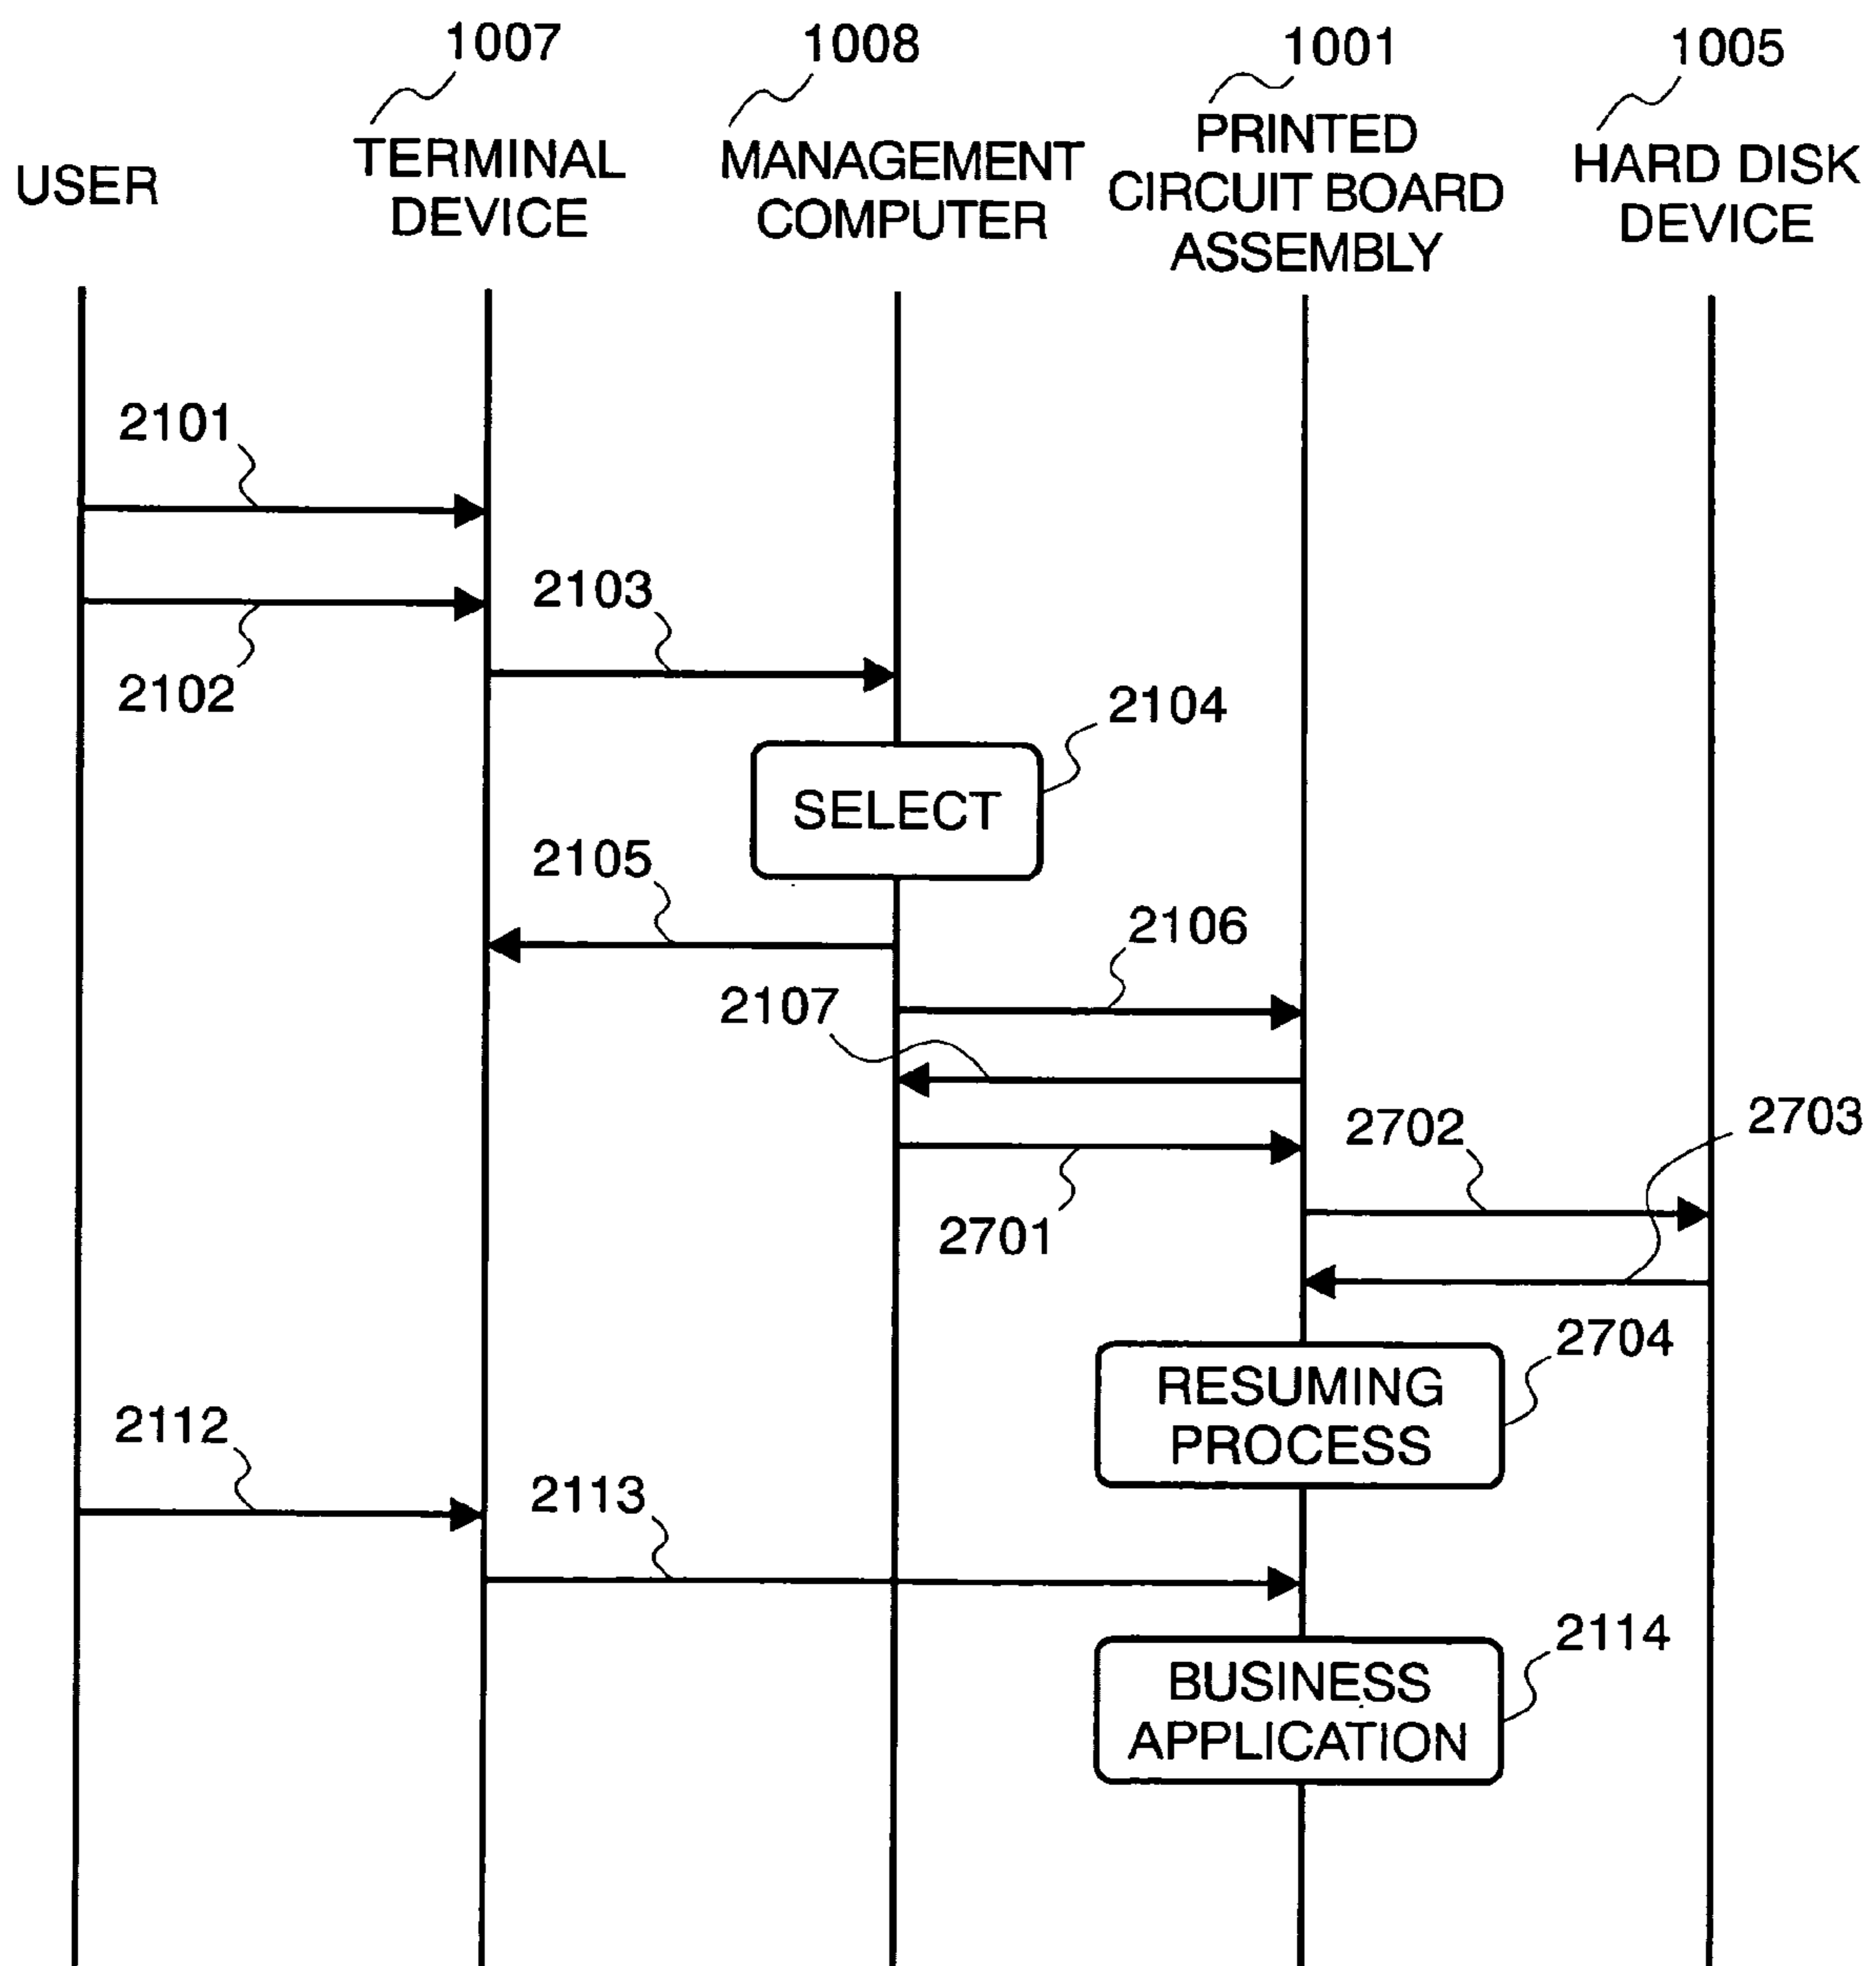 1007
1008
1001
1005
USER
TERMINAL
DEVICE
MANAGEMENT
COMPUTER
PRINTED
CIRCUIT BOARD
ASSEMBLY
HARD DISK
DEVICE
2101
2102
2103
2104
SELECT
2105
2106
2107
2701
2702
2703
2704
RESUMING
PROCESS
2112
2113
2114
BUSINESS
APPLICATION